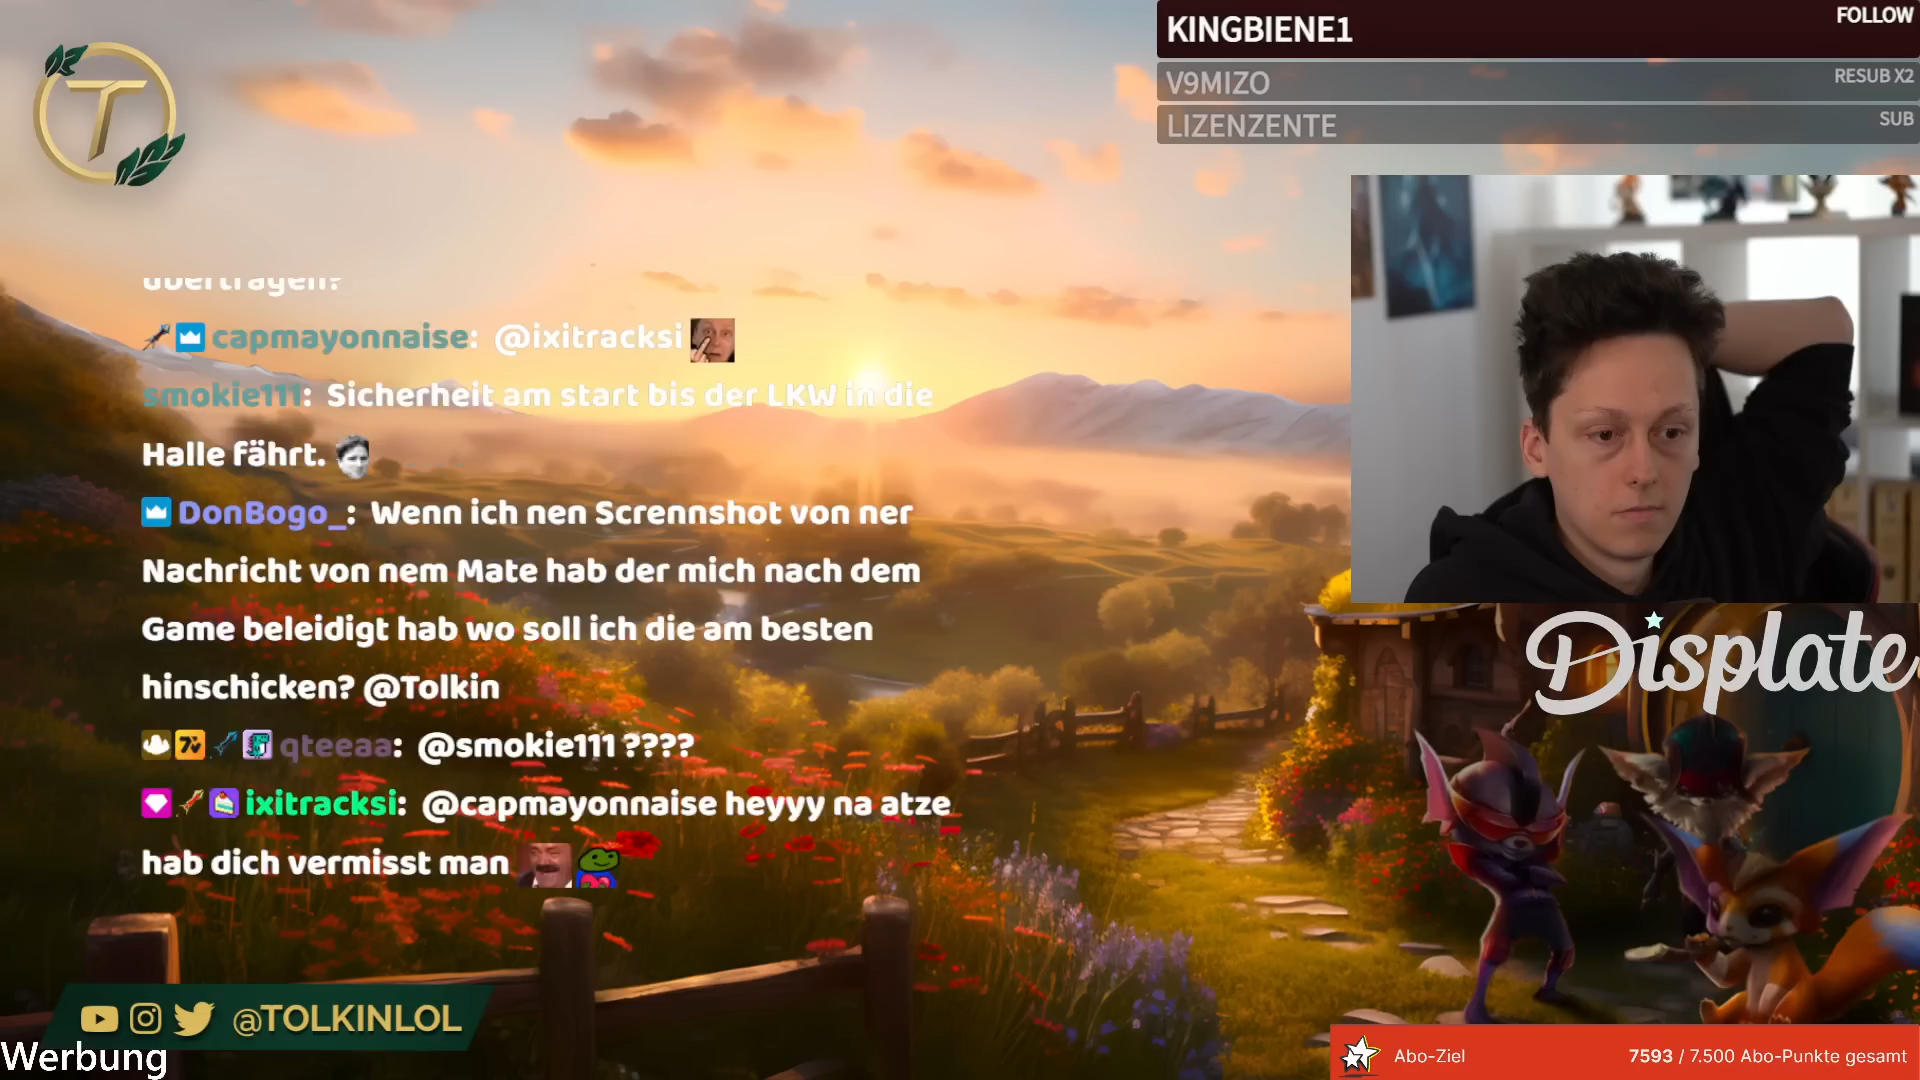 KINGBIENE1 FOLLOW
V9MIZO RESUB X2
LIZENZENTE SUB
T
übertragen?
capmayonnaise: @ixitracksi
smokie111: Sicherheit am start bis der LKW in die
Halle fährt.
DonBogo_: Wenn ich nen Scrennshot von ner
Nachricht von nem Mate hab der mich nach dem
Game beleidigt hab wo soll ich die am besten
hinschicken? @Tolkin
qteeaa: @smokie111 ????
ixitracksi: @capmayonnaise heyyy na atze
hab dich vermisst man
Displate
@TOLKINLOL
Werbung
Abo-Ziel 7593 / 7.500 Abo-Punkte gesamt